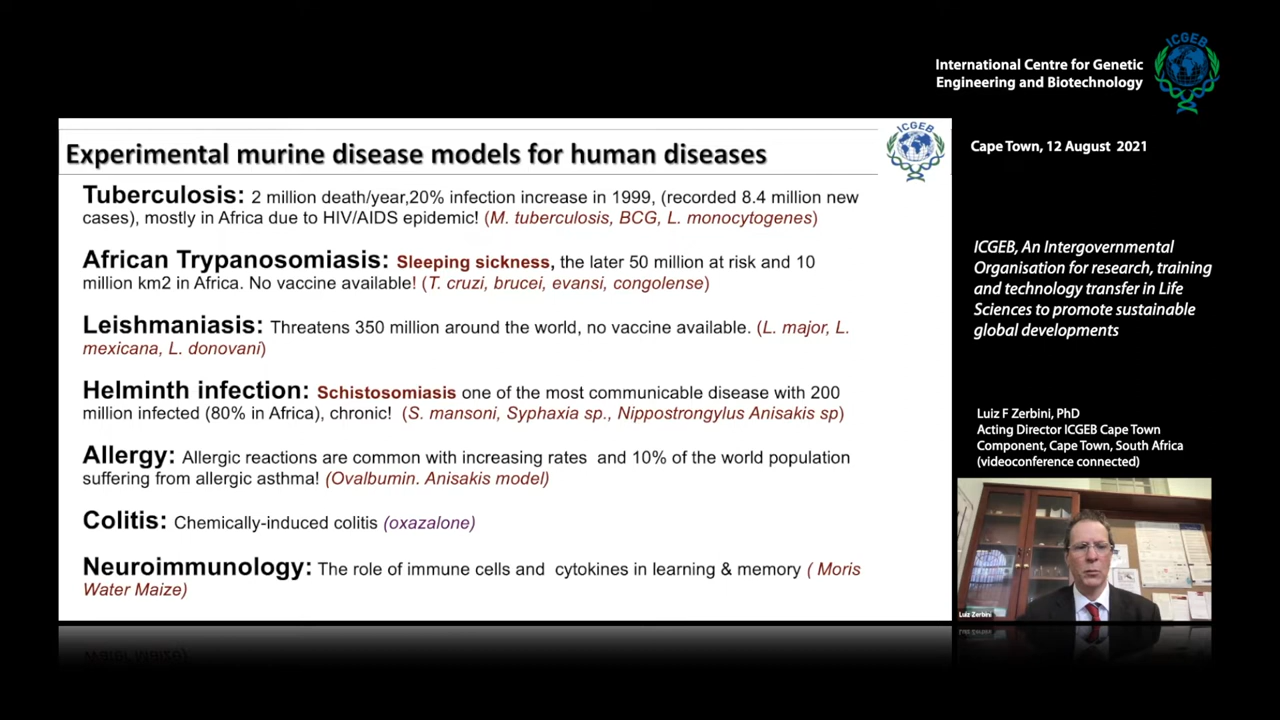 ICGEB
International Centre for Genetic
Engineering and Biotechnology
ICGEB
Experimental murine disease models for human diseases
Tuberculosis: 2 million death/year,20% infection increase in 1999, (recorded 8.4 million new
cases), mostly in Africa due to HIV/AIDS epidemic! (M. tuberculosis, BCG, L. monocytogenes)
African Trypanosomiasis: Sleeping sickness, the later 50 million at risk and 10
million km2 in Africa. No vaccine available! (T. cruzi, brucei, evansi, congolense)
Leishmaniasis: Threatens 350 million around the world, no vaccine available. (L. major, L.
mexicana, L. donovani)
Helminth infection: Schistosomiasis one of the most communicable disease with 200
million infected (80% in Africa), chronic! (S. mansoni, Syphaxia sp., Nippostrongylus Anisakis sp)
Allergy: Allergic reactions are common with increasing rates and 10% of the world population
suffering from allergic asthma! (Ovalbumin. Anisakis model)
Colitis: Chemically-induced colitis (oxazalone)
Neuroimmunology: The role of immune cells and cytokines in learning & memory ( Moris
Water Maize)
Cape Town, 12 August 2021
ICGEB, An Intergovernmental
Organisation for research, training
and technology transfer in Life
Sciences to promote sustainable
global developments
Luiz F Zerbini, PhD
Acting Director ICGEB Cape Town
Component, Cape Town, South Africa
(videoconference connected)
Luiz Zerbini